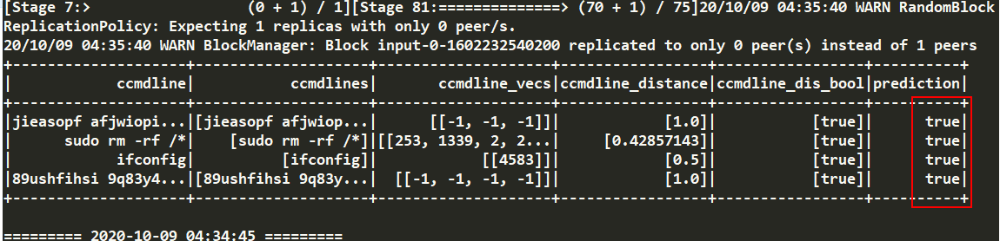 [Stage 7:>                 (0 + 1) / 1][Stage 81:==============> (70 + 1) / 75]20/10/09 04:35:40 WARN RandomBlock
ReplicationPolicy: Expecting 1 replicas with only 0 peer/s.
20/10/09 04:35:40 WARN BlockManager: Block input-0-1602232540200 replicated to only 0 peer(s) instead of 1 peers
+--------------------+--------------------+--------------------+-----------------+-----------------+----------+
|            ccmdline|           ccmdlines|       ccmdline_vecs|ccmdline_distance|ccmdline_dis_bool|prediction|
+--------------------+--------------------+--------------------+-----------------+-----------------+----------+
|jieasopf afjwiopi...|[jieasopf afjwiop...|      [[-1, -1, -1]]|            [1.0]|           [true]|      true|
|      sudo rm -rf /*|    [sudo rm -rf /*]|[[253, 1339, 2, 2...|     [0.42857143]|           [true]|      true|
|            ifconfig|          [ifconfig]|            [[4583]]|            [0.5]|           [true]|      true|
|89ushfihsi 9q83y4...|[89ushfihsi 9q83y...|  [[-1, -1, -1, -1]]|            [1.0]|           [true]|      true|
+--------------------+--------------------+--------------------+-----------------+-----------------+----------+
========= 2020-10-09 04:34:45 =========